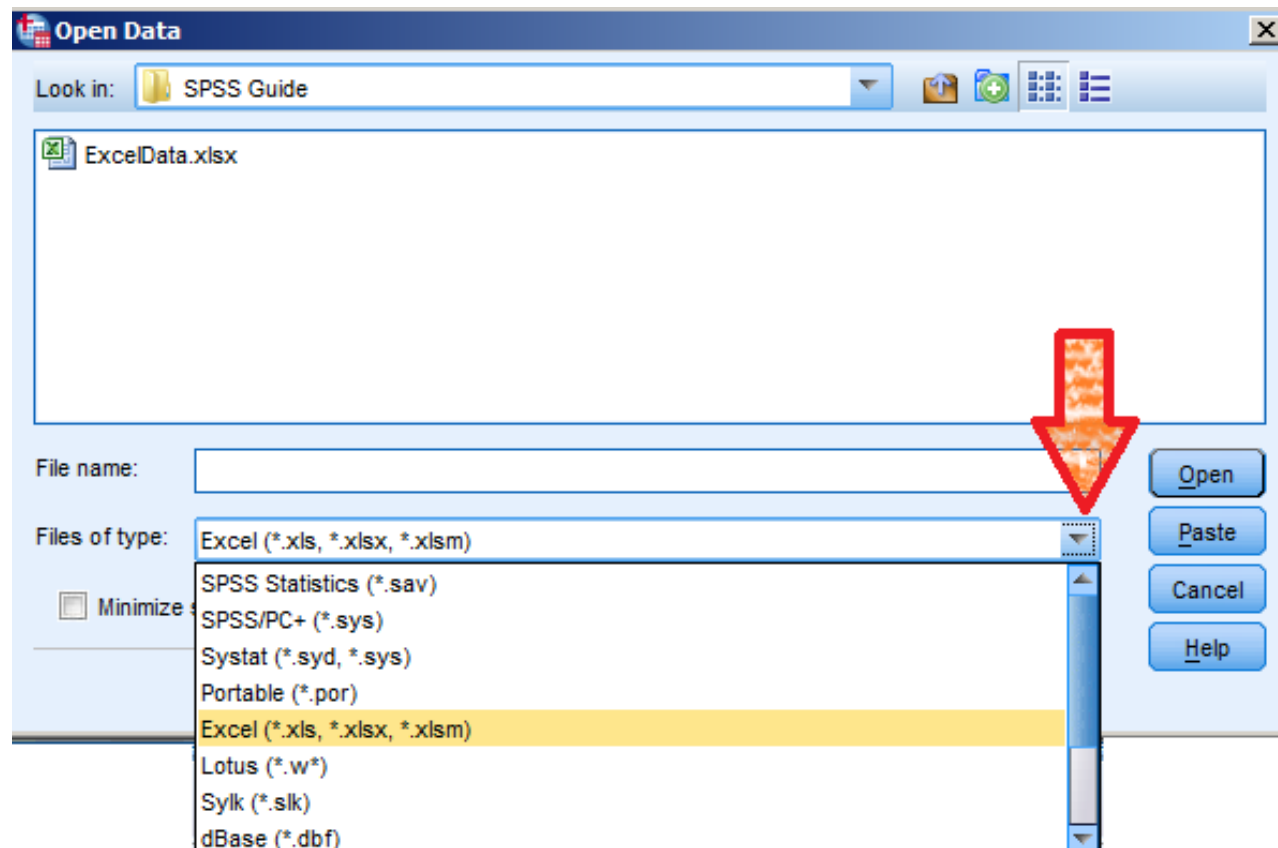 Open Data
Look in: SPSS Guide
ExcelData.xlsx
File name:
Open
Files of type: Excel (*.xls, *.xlsx, *.xlsm)
Paste
SPSS Statistics (*.sav)
Cancel
Minimize
SPSS/PC+ (*.sys)
Systat (*.syd, *.sys)
Help
Portable (*.por)
Excel (*.xls, *.xlsx, *.xlsm)
Lotus (*.w*)
Sylk (*.slk)
dBase (*.dbf)